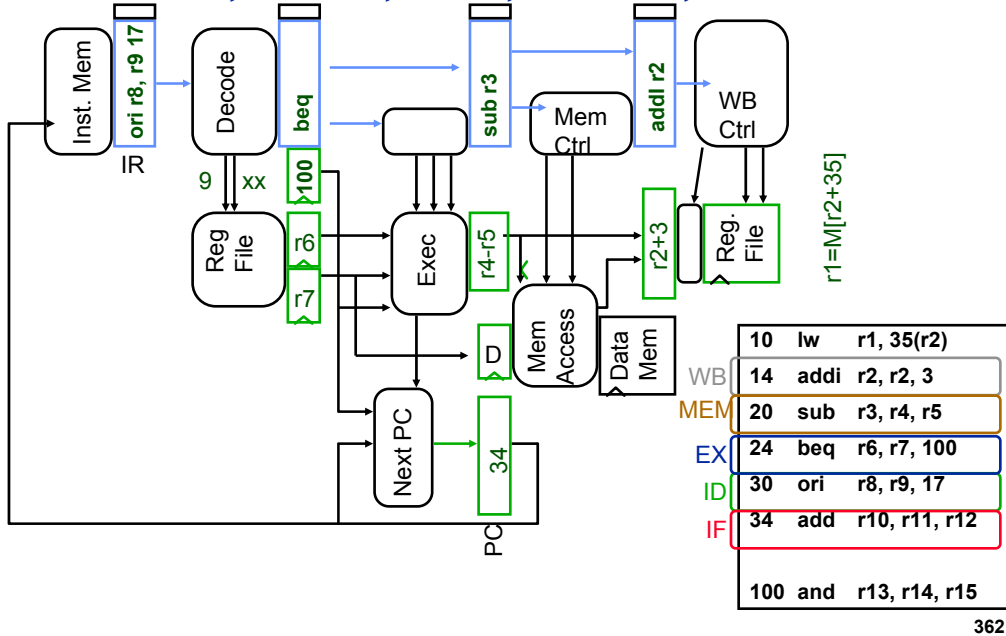 Inst. Mem
ori r8, r9 17
IR
Decode
beq
sub r3
Mem
Ctrl
addI r2
WB
Ctrl
9
xx
100
Reg
File
r6
r7
Exec
r4-r5
X
r2+3
Reg.
File
r1=M[r2+35]
D
Mem
Access
Data
Mem
Next PC
34
PC
10 lw r1, 35(r2)
WB 14 addi r2, r2, 3
MEM 20 sub r3, r4, r5
EX 24 beq r6, r7, 100
ID 30 ori r8, r9, 17
IF 34 add r10, r11, r12
100 and r13, r14, r15
362